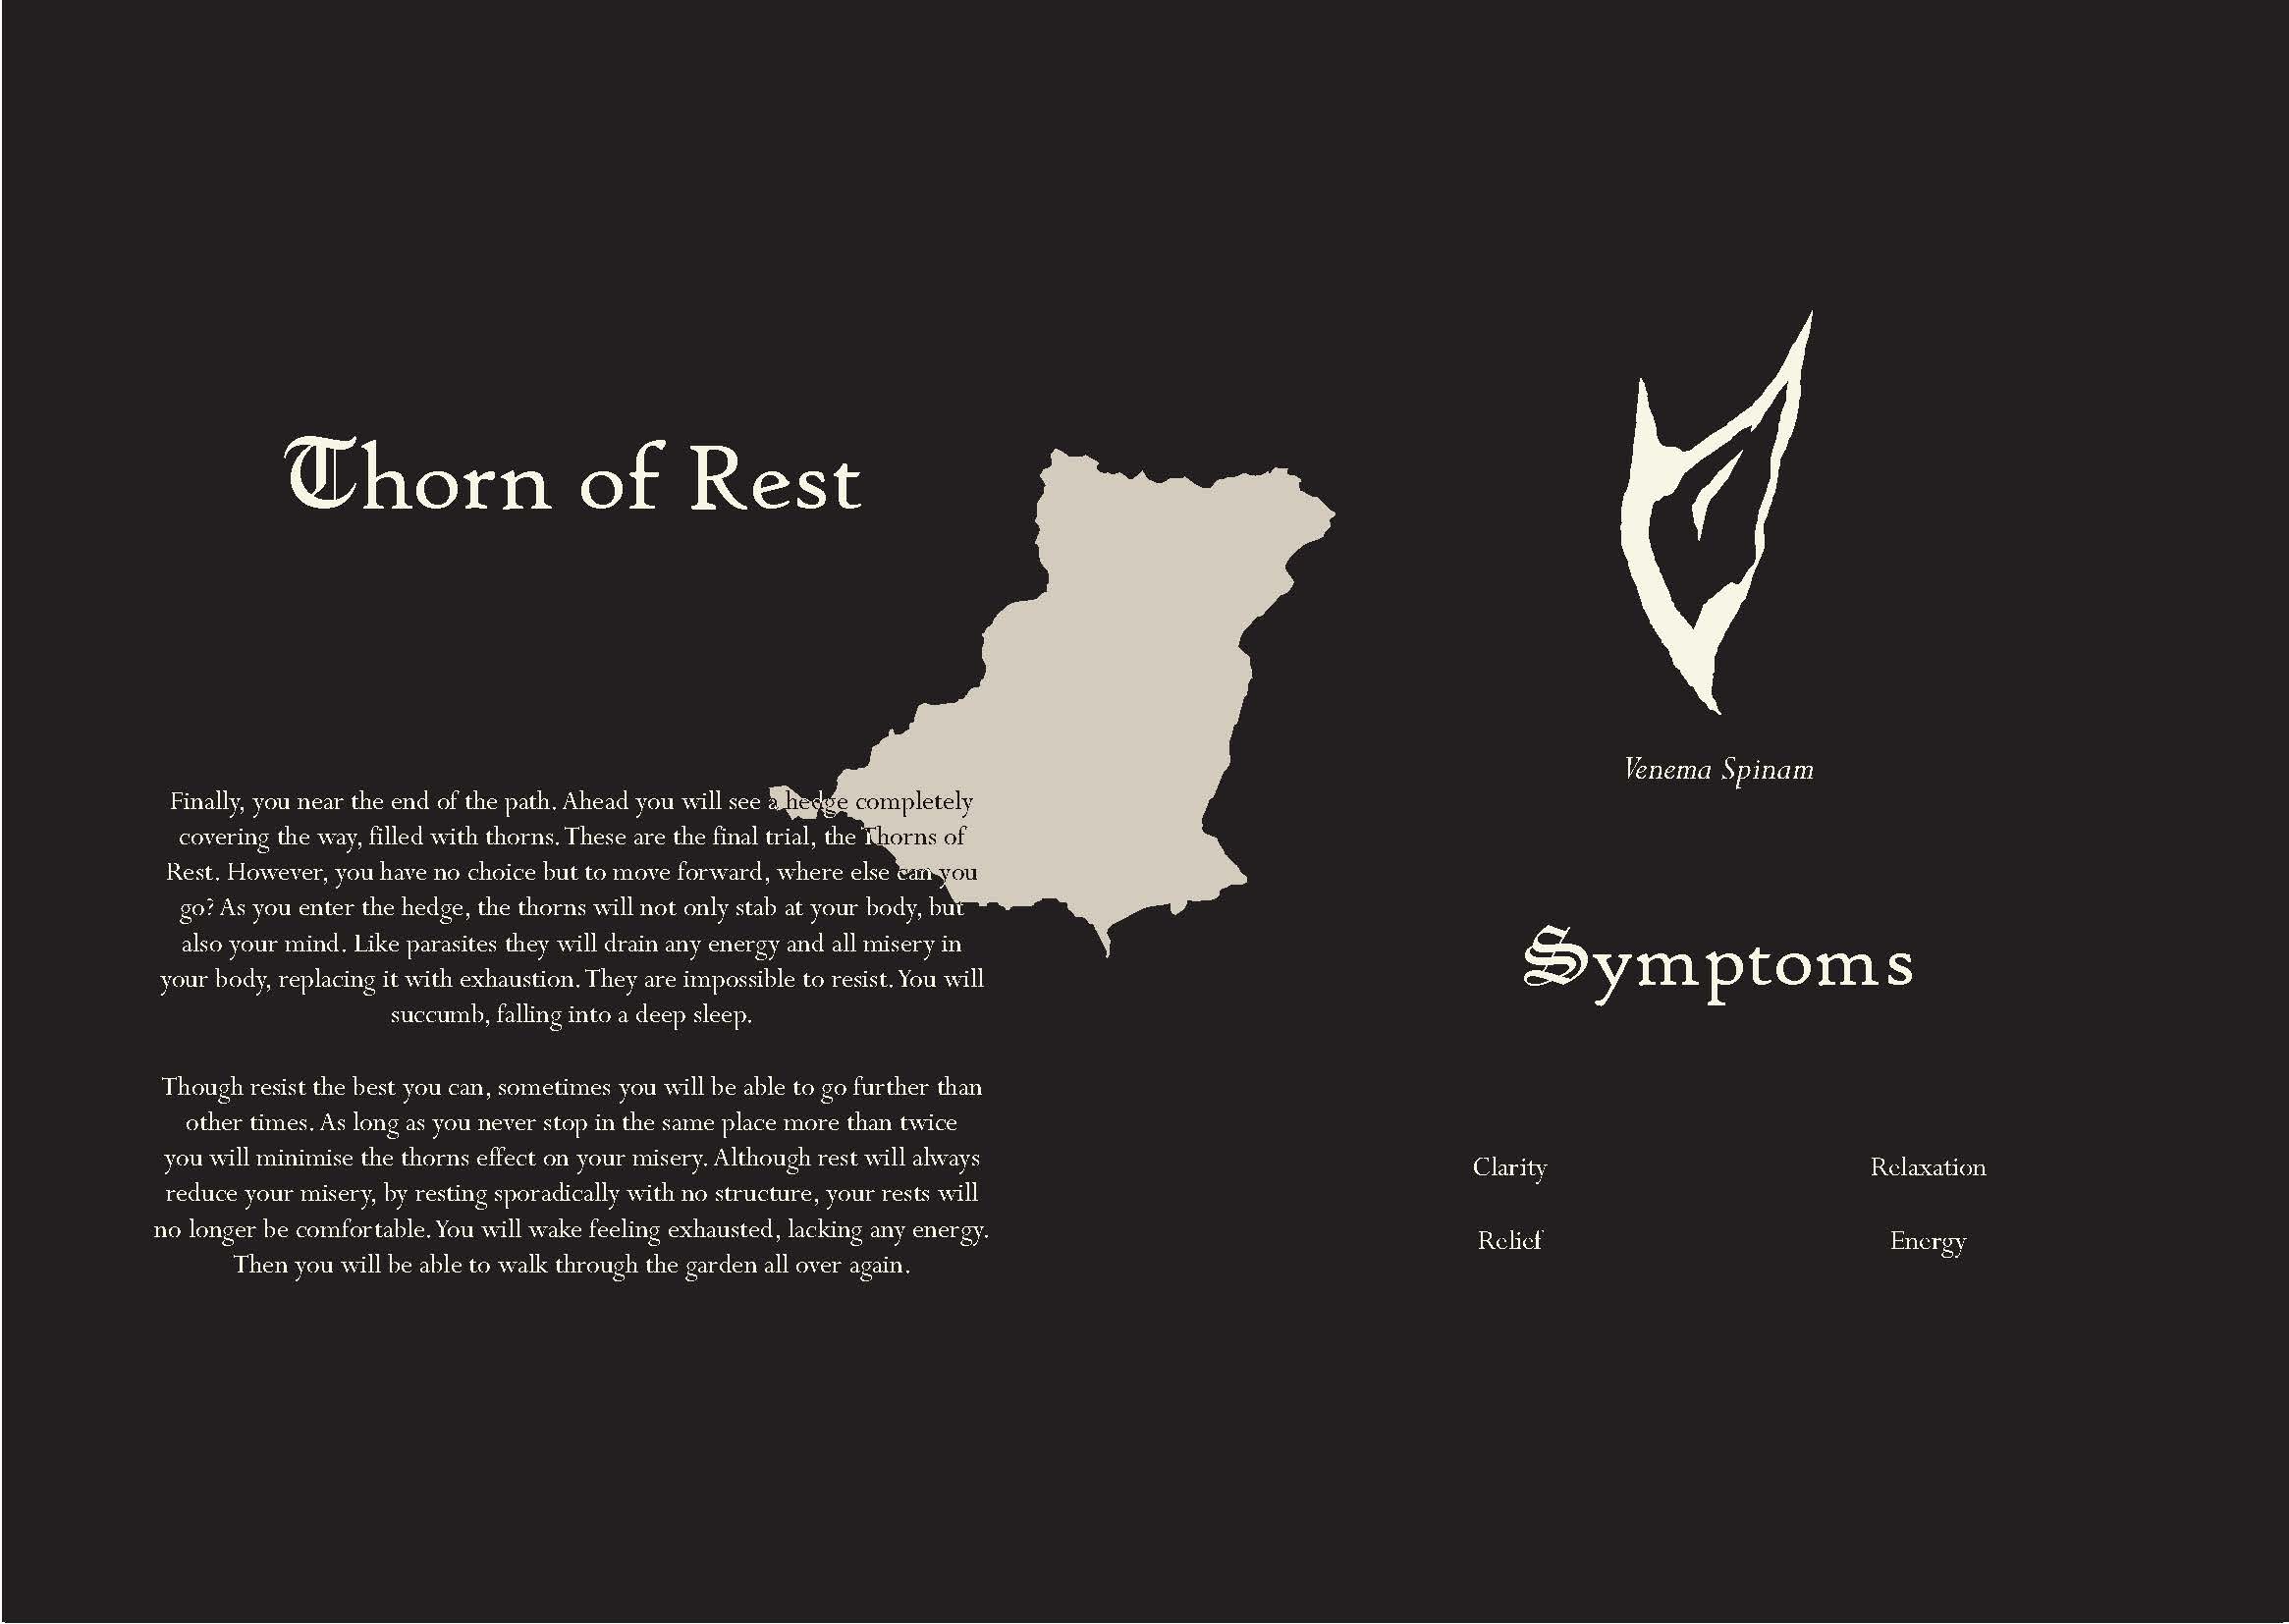 Thorn of Rest
Finally, you near the end of the path. Ahead you will see a hedge completely
covering the way, filled with thorns. These are the final trial, the Thorns of
Rest. However, you have no choice but to move forward, where else can you
go? As you enter the hedge, the thorns will not only stab at your body, but
also your mind. Like parasites they will drain any energy and all misery in
your body, replacing it with exhaustion. They are impossible to resist. You will
succumb, falling into a deep sleep.
Though resist the best you can, sometimes you will be able to go further than
other times. As long as you never stop in the same place more than twice
you will minimise the thorns effect on your misery. Although rest will always
reduce your misery, by resting sporadically with no structure, your rests will
no longer be comfortable. You will wake feeling exhausted, lacking any energy.
Then you will be able to walk through the garden all over again.
Venema Spinam
Symptoms
Clarity
Relaxation
Relief
Energy